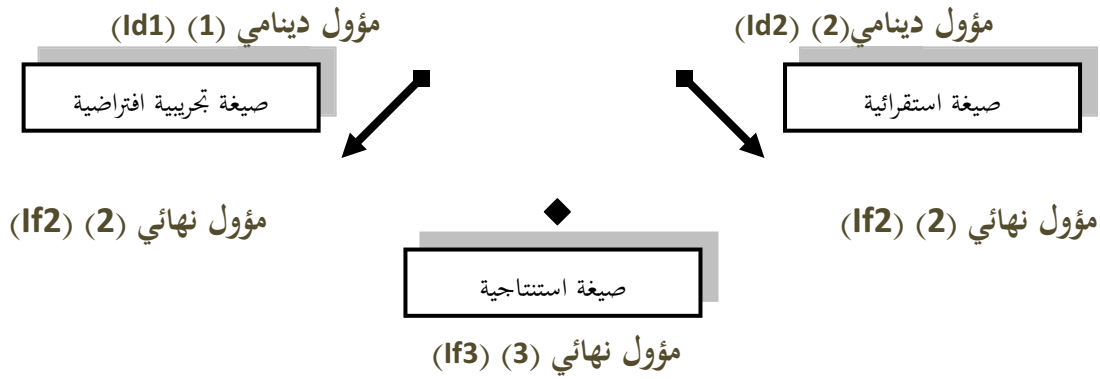 مؤول دينامي(2) (Id2)
مؤول دينامي (1) (Id1)
صيغة استقرائية
صيغة تجريبية افتراضية
مؤول نهائي (2) (If2)
مؤول نهائي (2) (If2)
صيغة استنتاجية
مؤول نهائي (3) (If3)